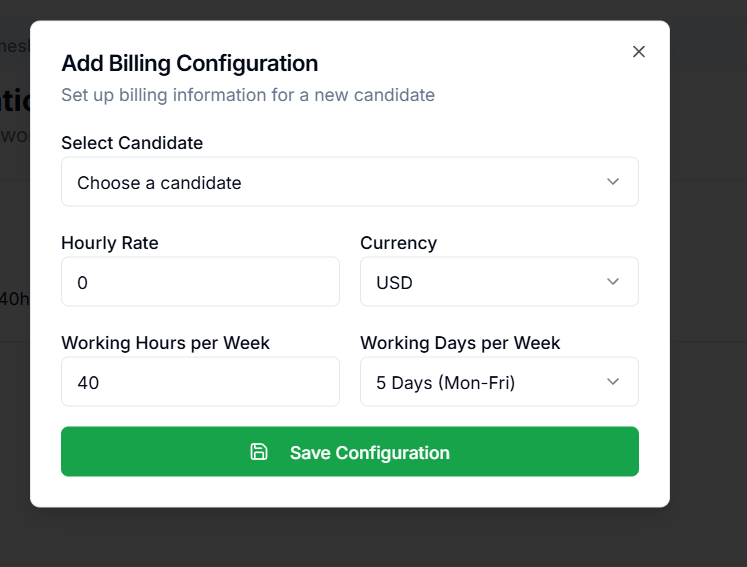 Add Billing Configuration
Set up billing information for a new candidate
Select Candidate
Choose a candidate
Hourly Rate
Currency
0
USD
Working Hours per Week
Working Days per Week
40h
40
5 Days (Mon-Fri)
Save Configuration